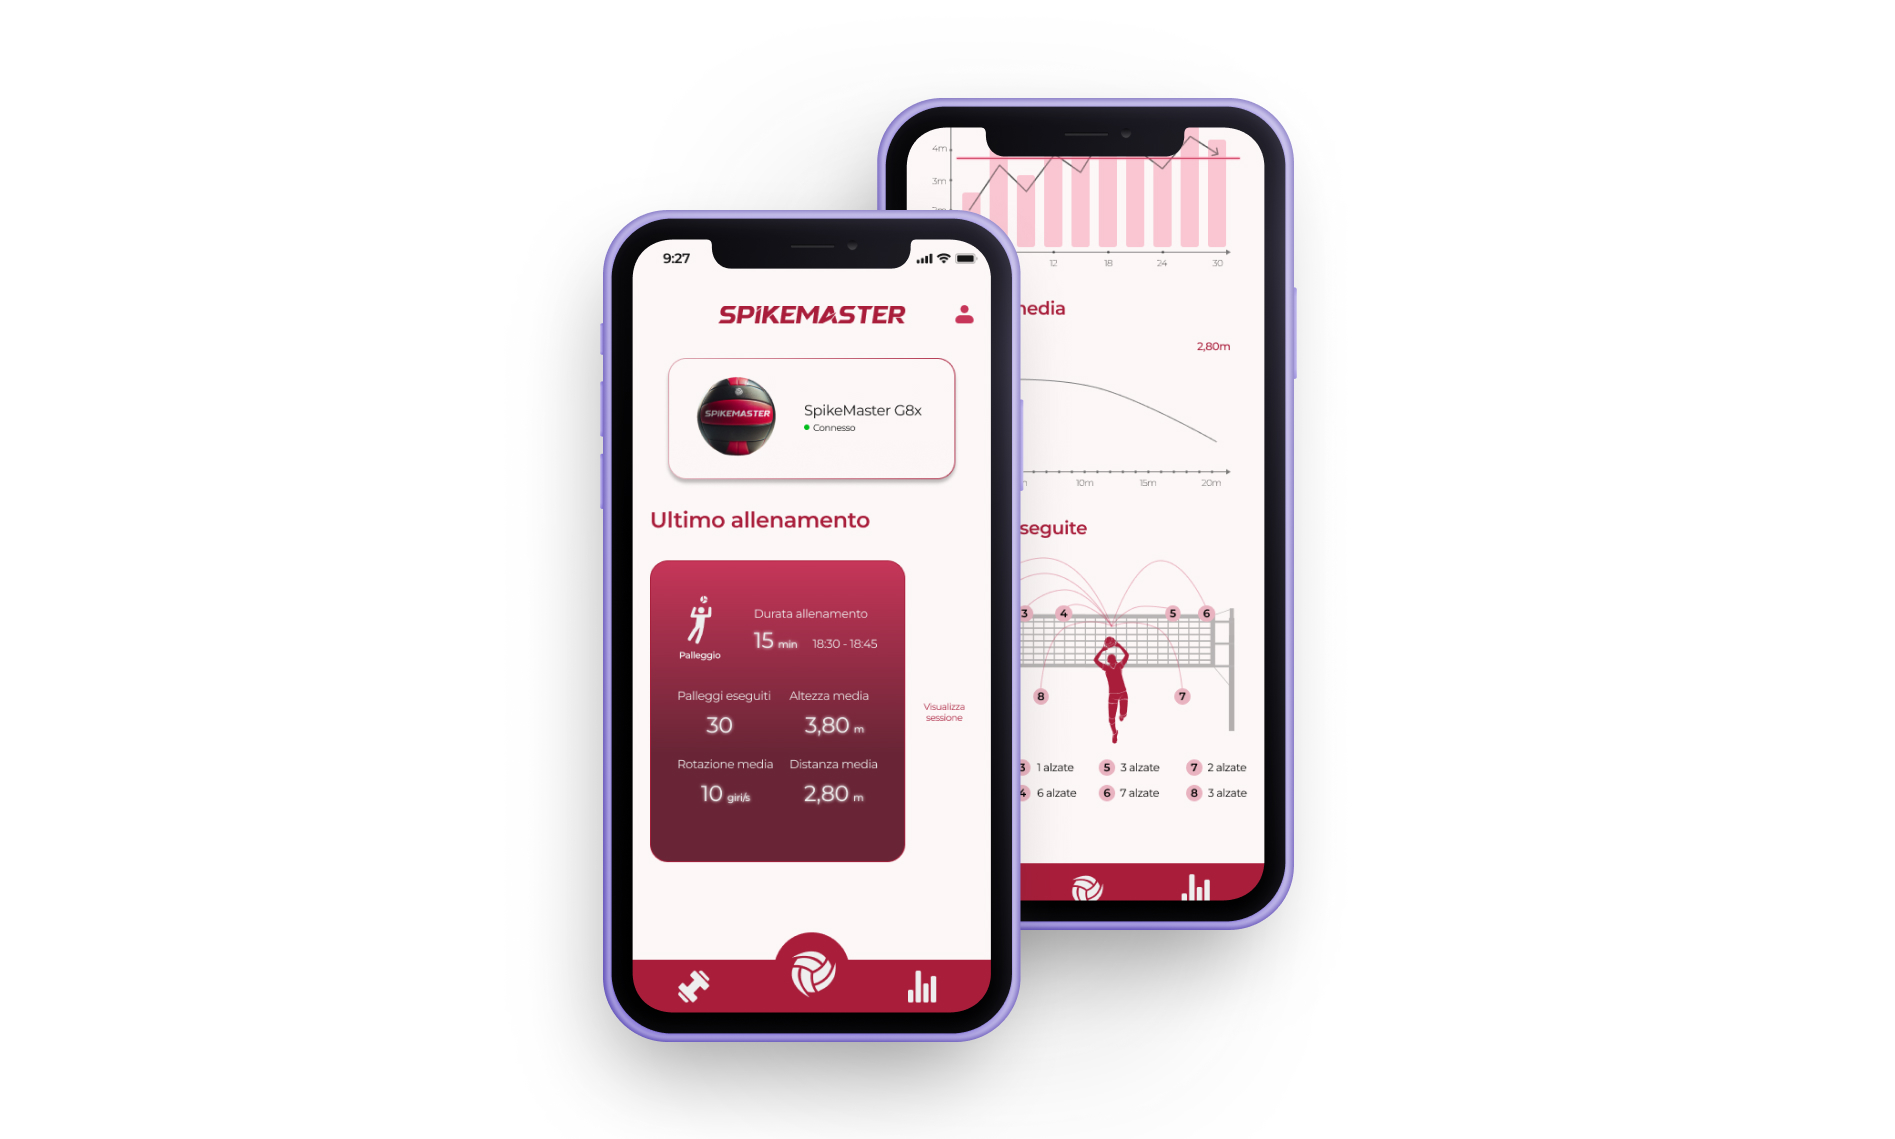 9:27
SPIKEMASTER
SPIKEMASTER
SpikeMaster G8x
Connesso
Ultimo allenamento
Palleggio
Durata allenamento
15 min 18:30 - 18:45
Palleggi eseguiti Altezza media
30 3,80 m
Rotazione media Distanza media
10 giri/s 2,80 m
Visualizza
sessione
4m
3m
12 18 24 30
media
2,80m
10m 15m 20m
seguite
3 4 5 6
8 7
3 1 alzate 5 3 alzate 7 2 alzate
4 6 alzate 6 7 alzate 8 3 alzate